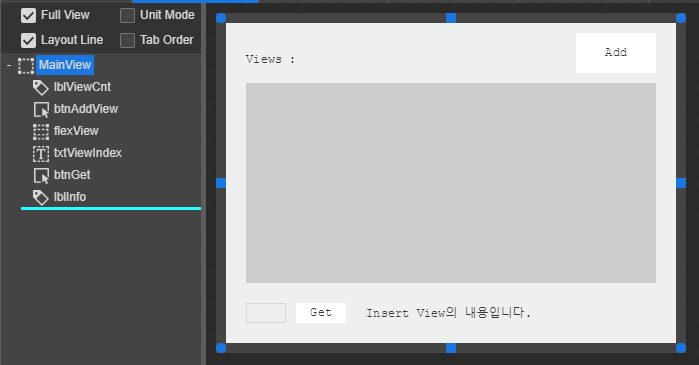 Full View
Unit Mode
Layout Line
Tab Order
- MainView
lblViewCnt
btnAddView
flexView
txtViewIndex
btnGet
lblInfo
Views :
Add
Get
Insert View의 내용입니다.